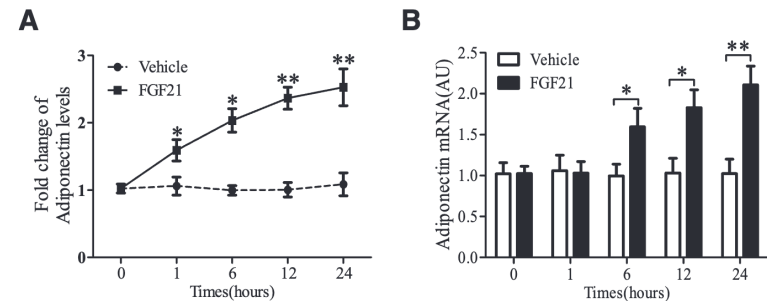 A
Fold change of
Adiponectin levels
3
2
1
0
Vehicle
FGF21
*
*
**
**
0 1 6 12 24
Times(hours)
B
Adiponectin mRNA(AU)
2.5
2.0
1.5
1.0
0.5
0.0
Vehicle
FGF21
*
*
**
0 1 6 12 24
Times(hours)